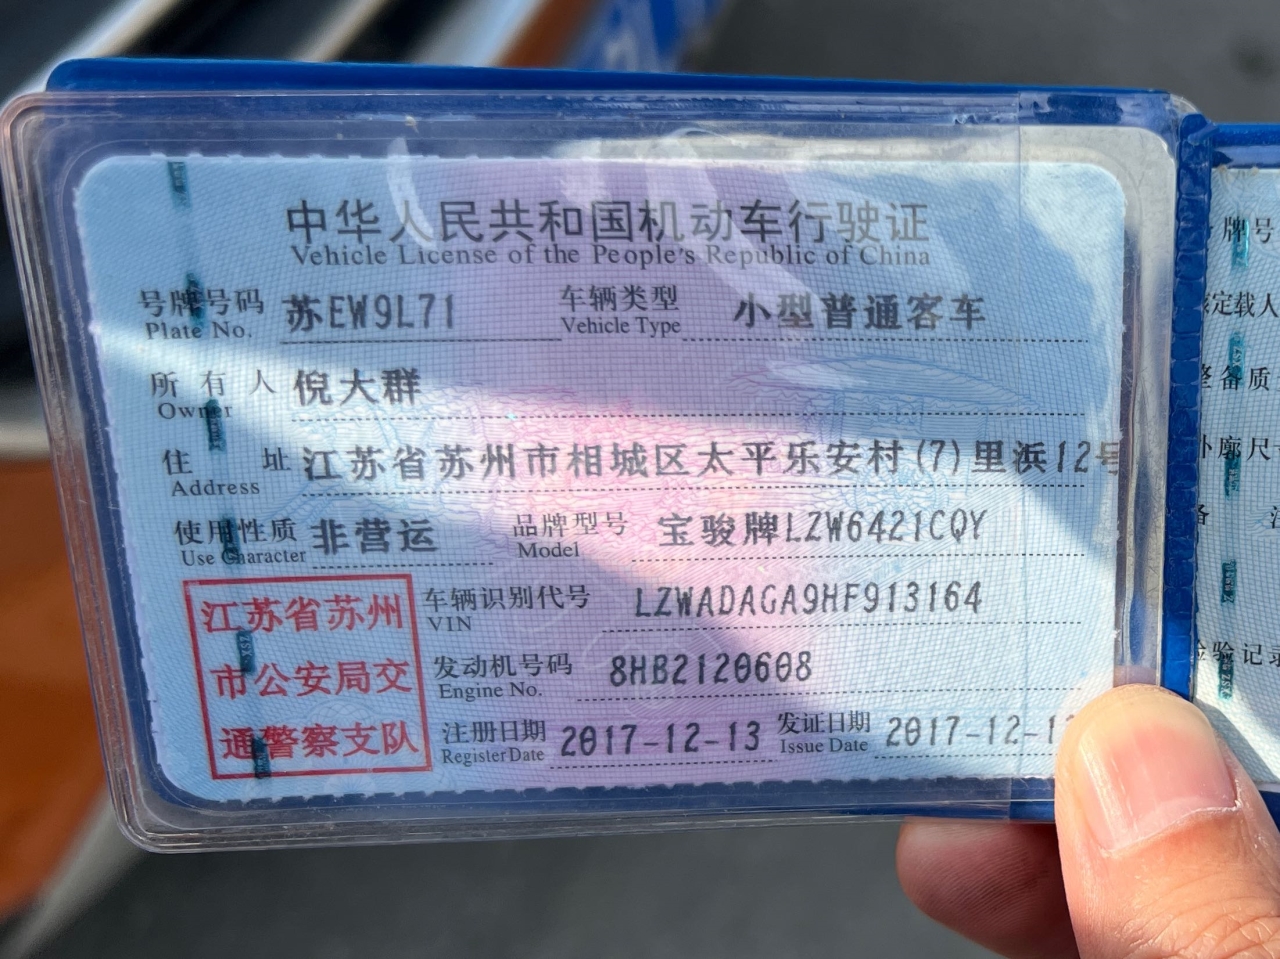 中华人民共和国机动车行驶证
Vehicle License of the People's Republic of China
号牌号码 苏EW9L71 车辆类型 小型普通客车
Plate No. Vehicle Type
所有人 倪大群
Owner
住址 江苏省苏州市相城区太平乐安村(7)里浜12号
Address
使用性质 非营运 品牌型号 宝骏牌LZW6421CQY
Use Character Model
江苏省苏州
市公安局交
通警察支队
车辆识别代号 LZWADAGA9HF913164
VIN
发动机号码 8HB2120608
Engine No.
注册日期 2017-12-13 发证日期 2017-12-1
Register Date Issue Date
牌号
定载人
备质
廓尺
备
验记录